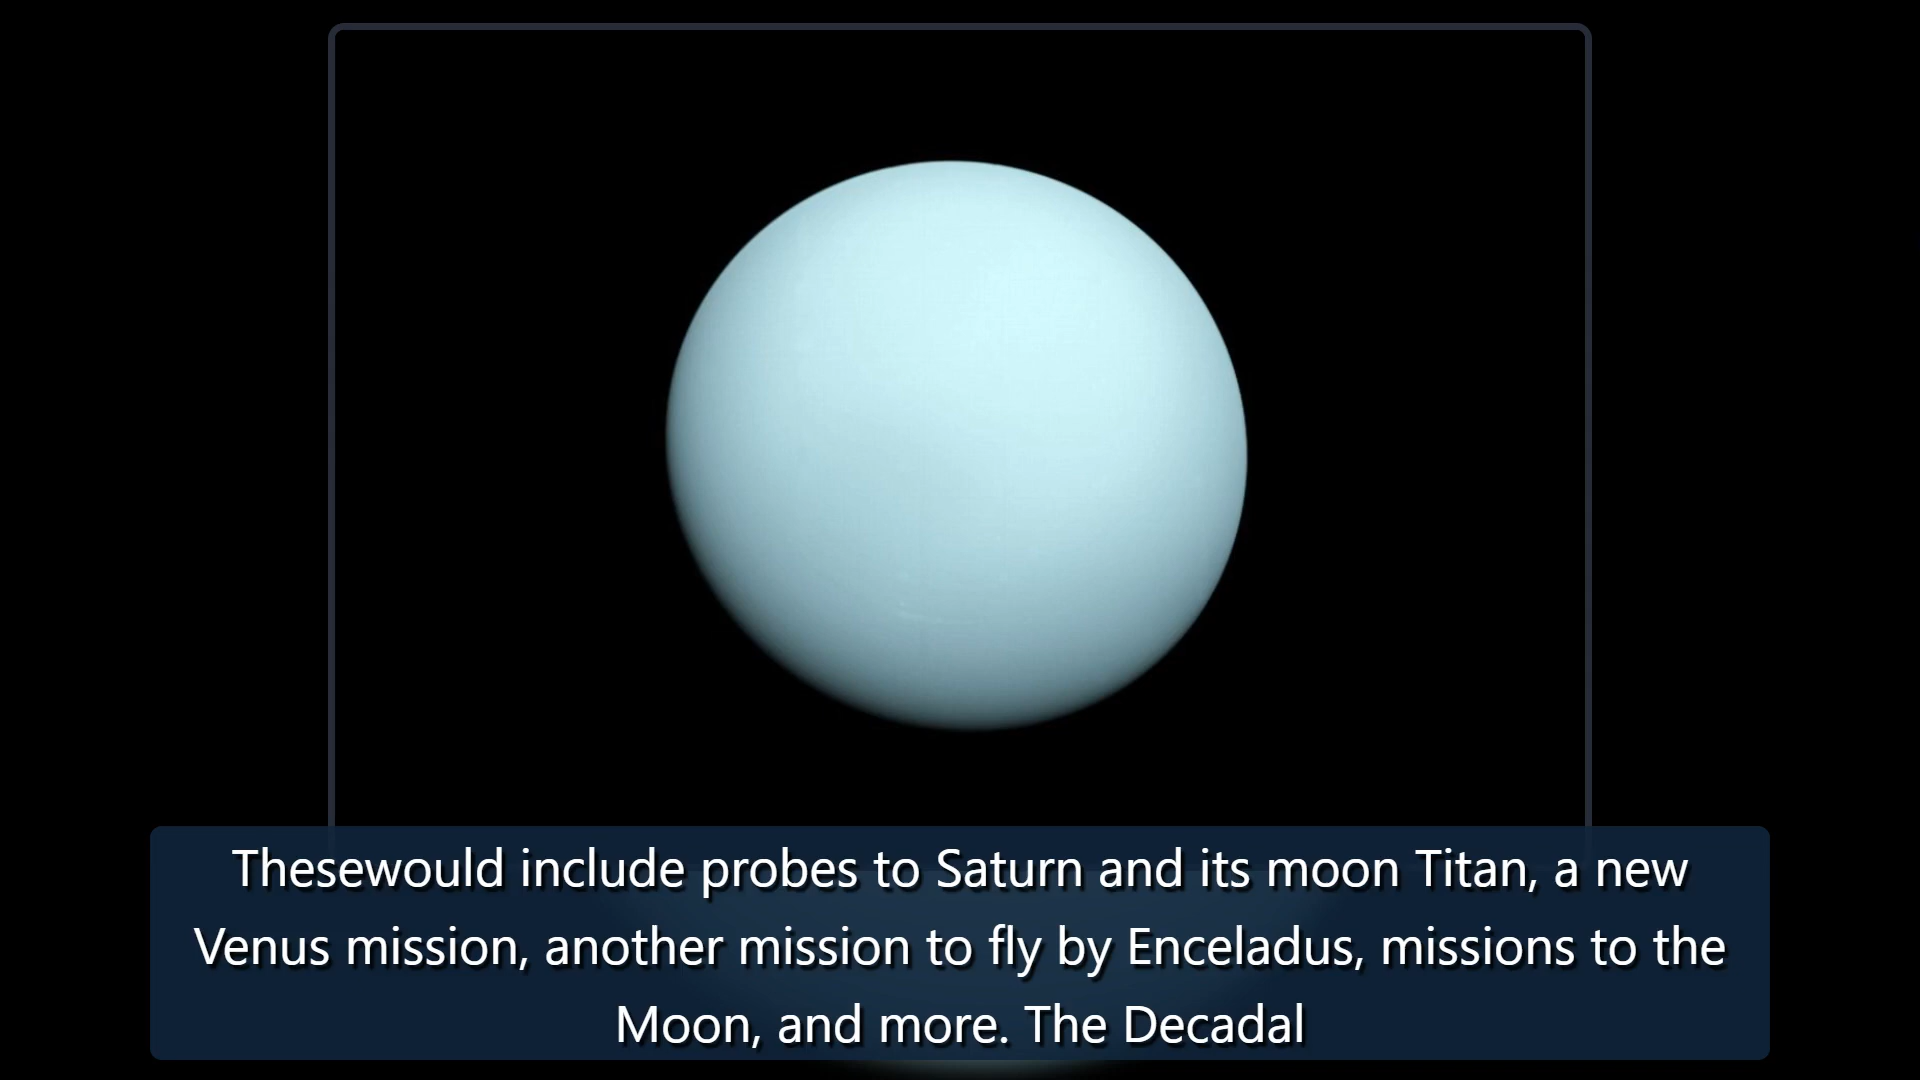 Thesewould include probes to Saturn and its moon Titan, a new
Venus mission, another mission to fly by Enceladus, missions to the
Moon, and more. The Decadal